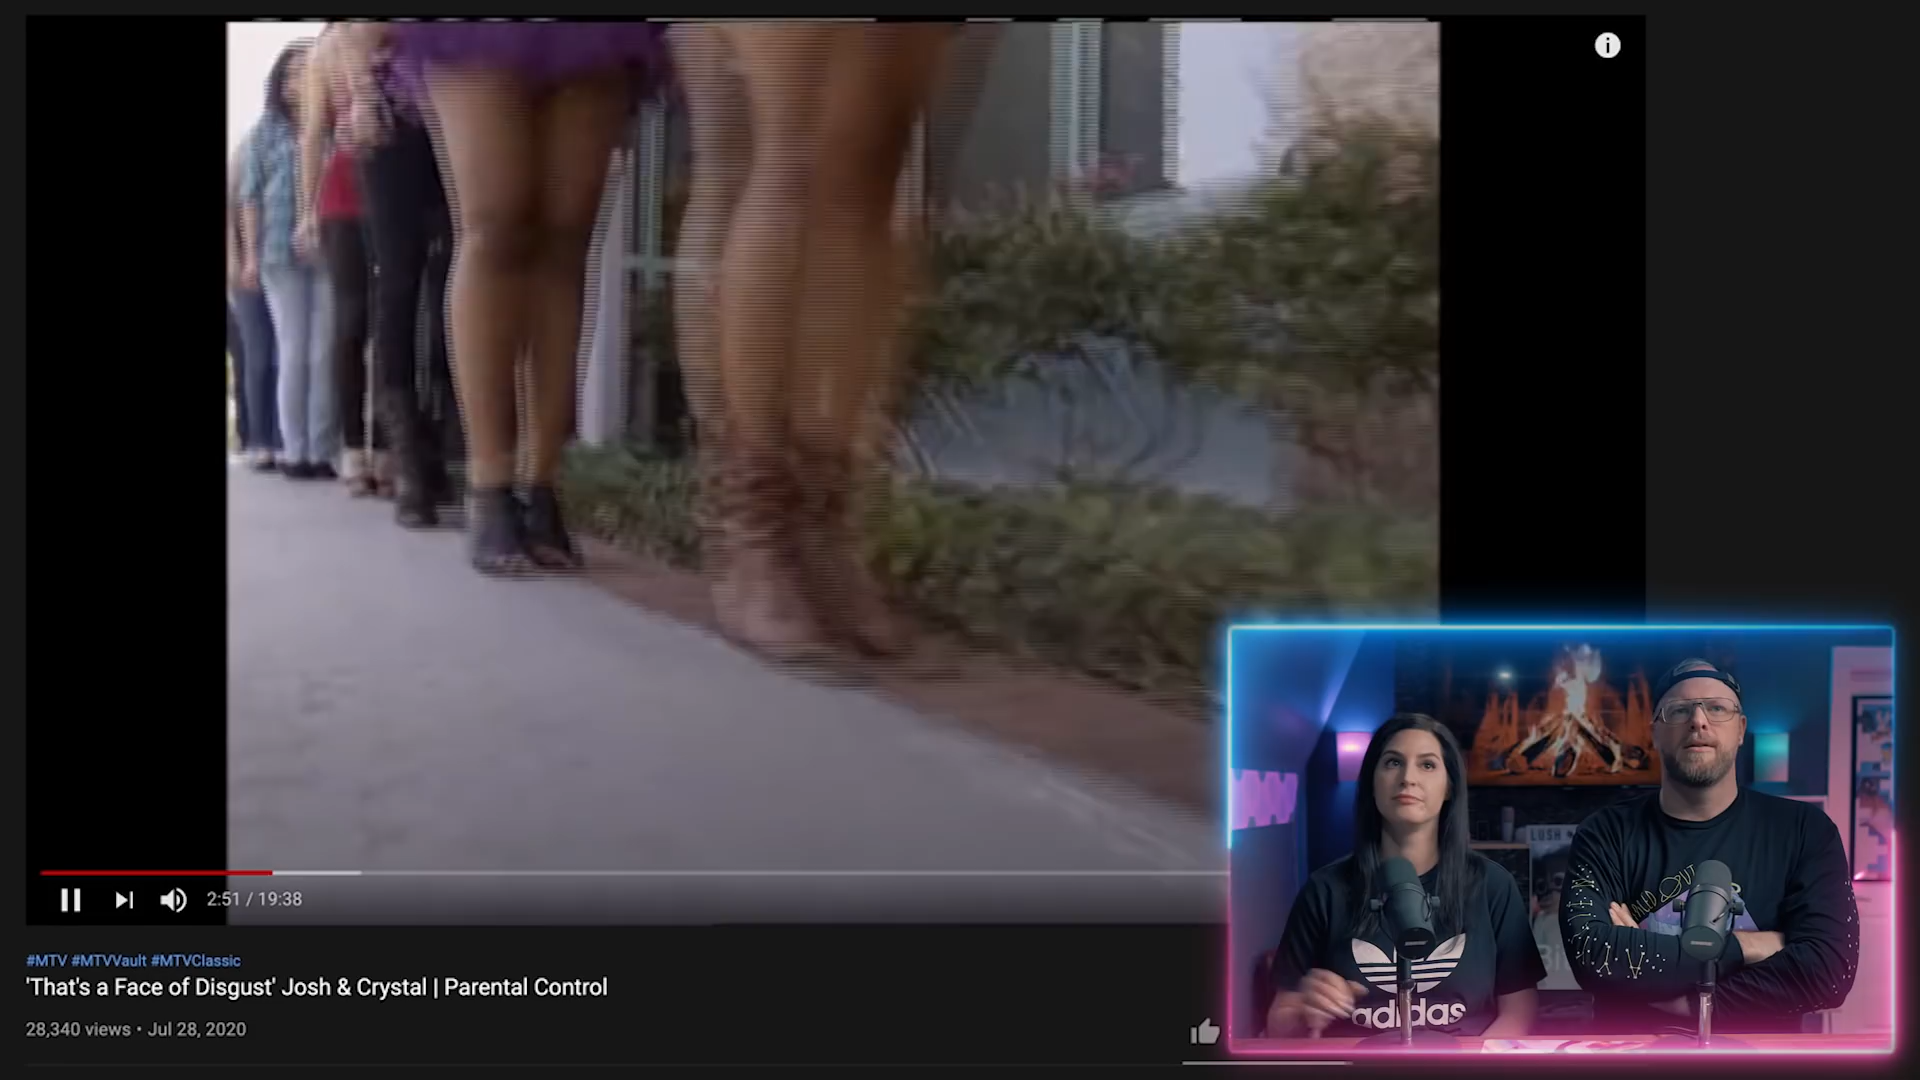 2:51 / 19:38
#MTV #MTVVault #MTVClassic
'That's a Face of Disgust' Josh & Crystal | Parental Control
28,340 views • Jul 28, 2020
LUSH
adidas